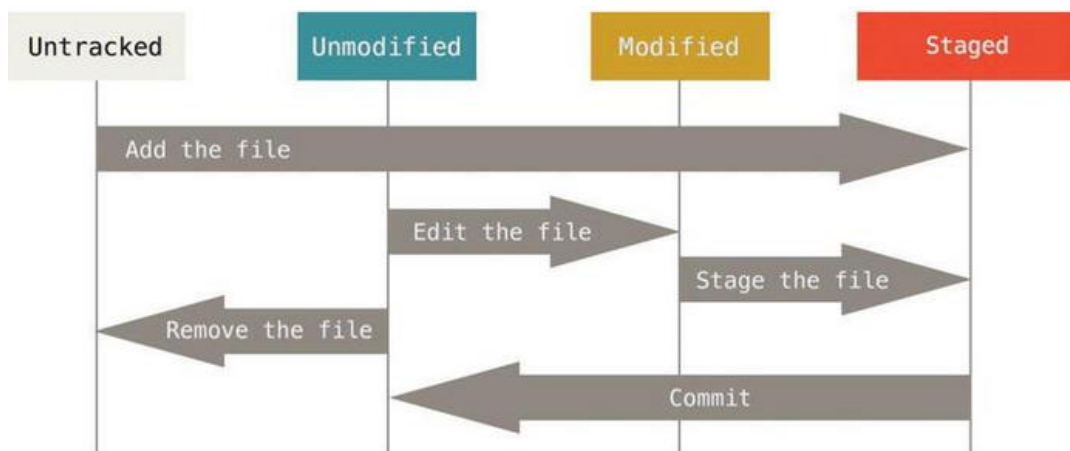 Untracked
Unmodified
Modified
Staged
Add the file
Edit the file
Stage the file
Remove the file
Commit